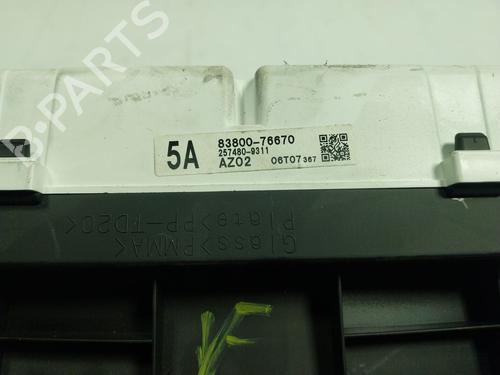 B-PARTS
5A
83800-76670
257480-9311
AZ02 06T07 367
Glass>PMMA<
Plate>PP-TD20<